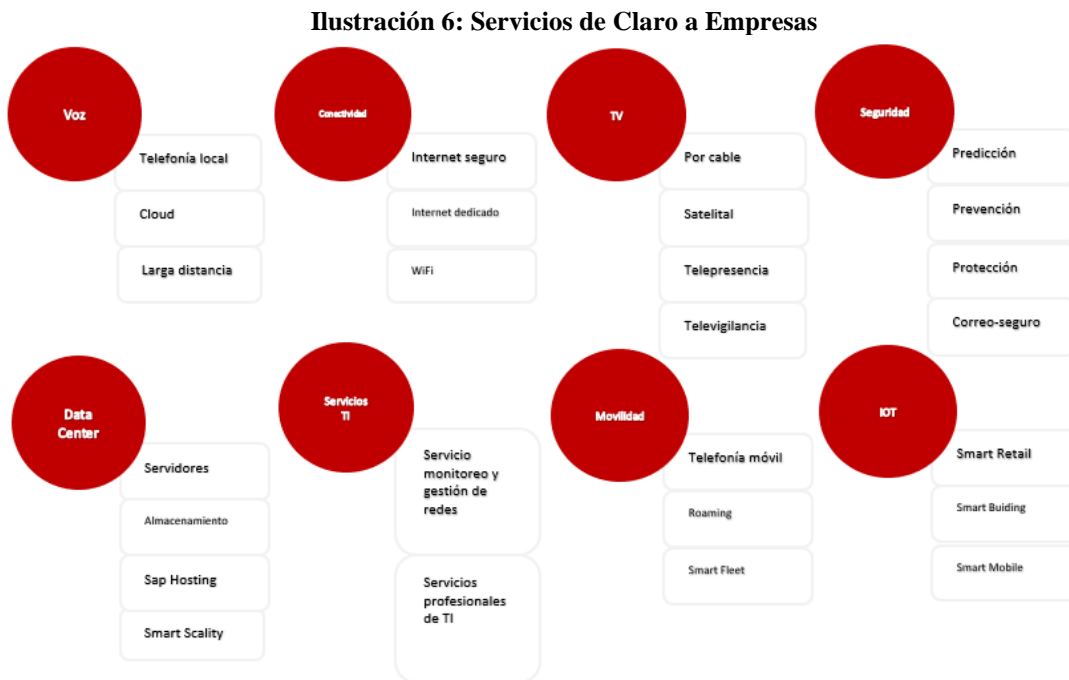 Ilustración 6: Servicios de Claro a Empresas
Voz
Telefonía local
Cloud
Larga distancia
Conectividad
Internet seguro
Internet dedicado
WiFi
TV
Por cable
Satelital
Telepresencia
Televigilancia
Seguridad
Predicción
Prevención
Protección
Correo-seguro
Data
Center
Servidores
Almacenamiento
Sap Hosting
Smart Scality
Servicios
TI
Servicio
monitoreo y
gestión de
redes
Servicios
profesionales
de TI
Movilidad
Telefonía móvil
Roaming
Smart Fleet
IOT
Smart Retail
Smart Buiding
Smart Mobile